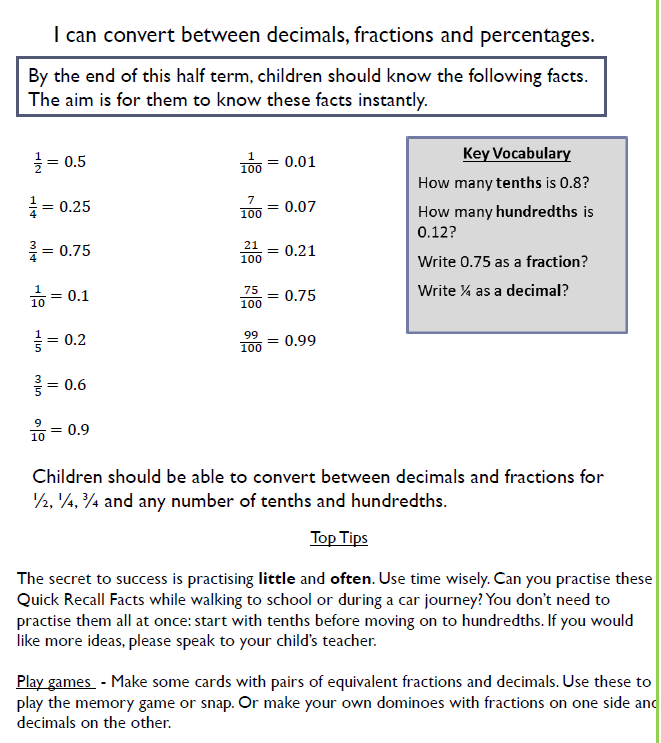 I can convert between decimals, fractions and percentages.
By the end of this half term, children should know the following facts.
The aim is for them to know these facts instantly.
1/2 = 0.5
1/4 = 0.25
3/4 = 0.75
1/10 = 0.1
1/5 = 0.2
3/5 = 0.6
9/10 = 0.9
1/100 = 0.01
7/100 = 0.07
21/100 = 0.21
75/100 = 0.75
99/100 = 0.99
Key Vocabulary
How many tenths is 0.8?
How many hundredths is
0.12?
Write 0.75 as a fraction?
Write ¼ as a decimal?
Children should be able to convert between decimals and fractions for
½, ¼, ¾ and any number of tenths and hundredths.
Top Tips
The secret to success is practising little and often. Use time wisely. Can you practise these
Quick Recall Facts while walking to school or during a car journey? You don't need to
practise them all at once: start with tenths before moving on to hundredths. If you would
like more ideas, please speak to your child's teacher.
Play games - Make some cards with pairs of equivalent fractions and decimals. Use these to
play the memory game or snap. Or make your own dominoes with fractions on one side and
decimals on the other.